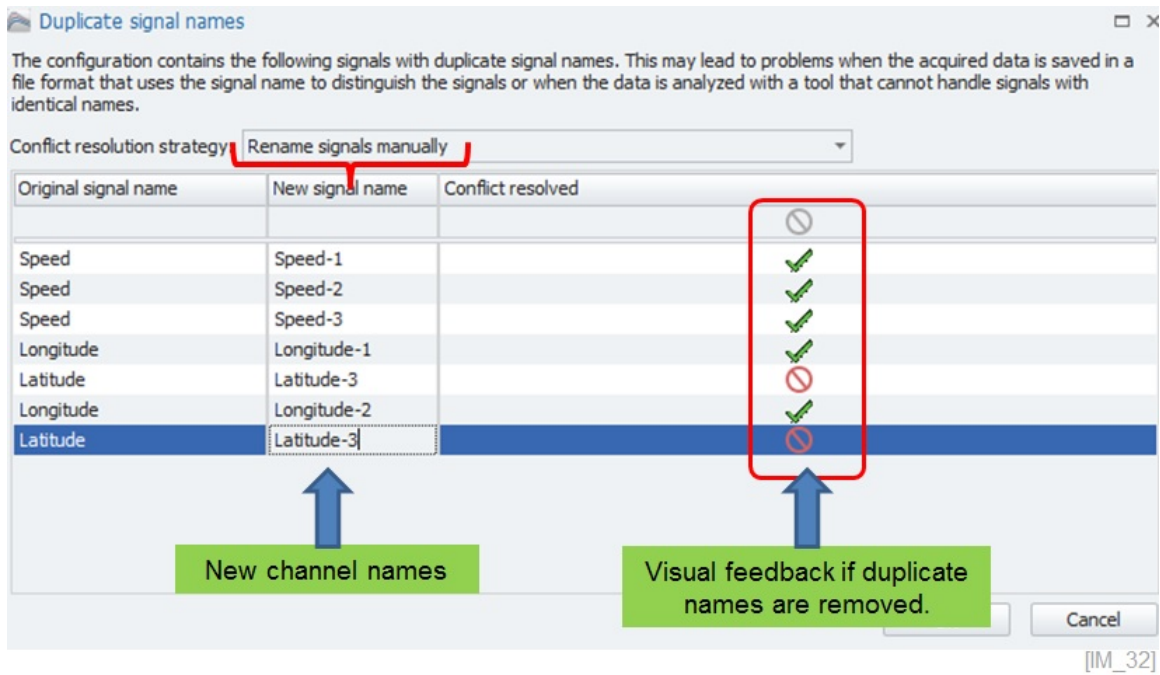 Duplicate signal names
The configuration contains the following signals with duplicate signal names. This may lead to problems when the acquired data is saved in a
file format that uses the signal name to distinguish the signals or when the data is analyzed with a tool that cannot handle signals with
identical names.
Conflict resolution strategy: Rename signals manually
Original signal name New signal name Conflict resolved
Speed Speed-1
Speed Speed-2
Speed Speed-3
Longitude Longitude-1
Latitude Latitude-3
Longitude Longitude-2
Latitude Latitude-3
New channel names
Visual feedback if duplicate
names are removed.
Cancel
[IM_32]